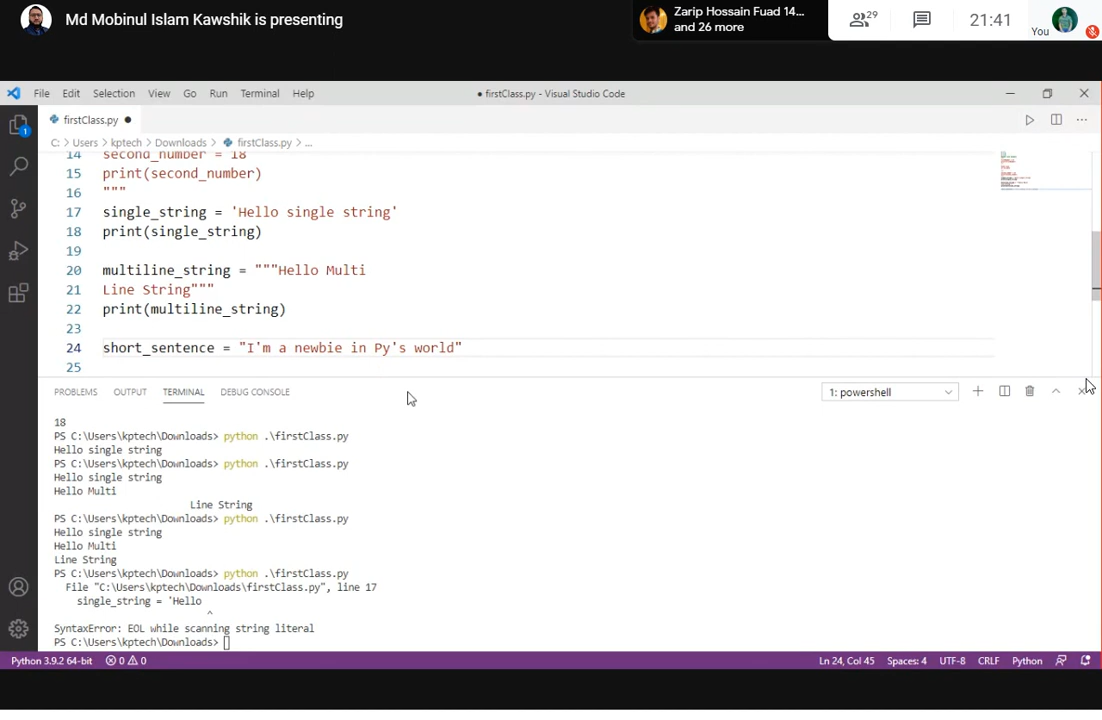 Md Mobinul Islam Kawshik is presenting
Zarip Hossain Fuad 14...
and 26 more
29
21:41
You
File Edit Selection View Go Run Terminal Help
● firstClass.py - Visual Studio Code
firstClass.py ●
C: > Users > kptech > Downloads > firstClass.py > ...
14 second_number = 18
15 print(second_number)
16 """
17 single_string = 'Hello single string'
18 print(single_string)
19
20 multiline_string = """Hello Multi
21 Line String"""
22 print(multiline_string)
23
24 short_sentence = "I'm a newbie in Py's world"
25
PROBLEMS OUTPUT TERMINAL DEBUG CONSOLE
1: powershell
18
PS C:\Users\kptech\Downloads> python .\firstClass.py
Hello single string
PS C:\Users\kptech\Downloads> python .\firstClass.py
Hello single string
Hello Multi
Line String
PS C:\Users\kptech\Downloads> python .\firstClass.py
Hello single string
Hello Multi
Line String
PS C:\Users\kptech\Downloads> python .\firstClass.py
File "C:\Users\kptech\Downloads\firstClass.py", line 17
single_string = 'Hello
^
SyntaxError: EOL while scanning string literal
PS C:\Users\kptech\Downloads>
Python 3.9.2 64-bit 0 0
Ln 24, Col 45 Spaces: 4 UTF-8 CRLF Python